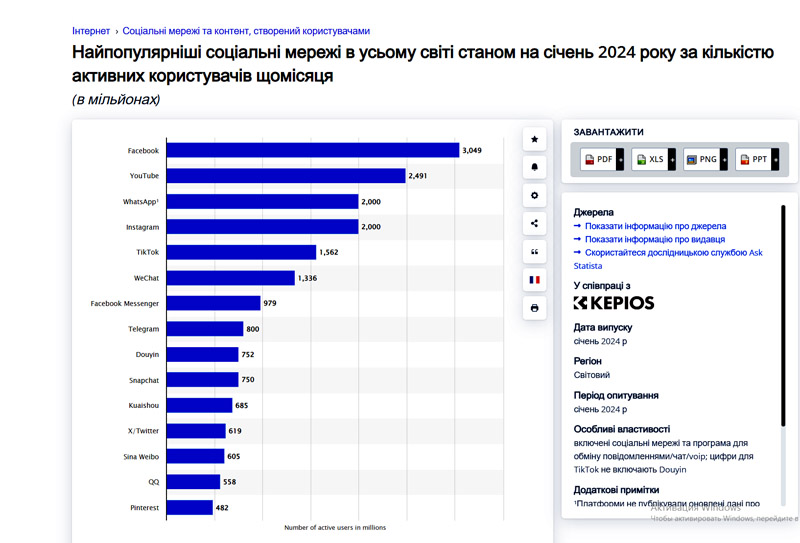 Інтернет › Соціальні мережі та контент, створений користувачами
Найпопулярніші соціальні мережі в усьому світі станом на січень 2024 року за кількістю
активних користувачів щомісяця
(в мільйонах)
Facebook 3,049
YouTube 2,491
WhatsApp¹ 2,000
Instagram 2,000
TikTok 1,562
WeChat 1,336
Facebook Messenger 979
Telegram 800
Douyin 752
Snapchat 750
Kuaishou 685
X/Twitter 619
Sina Weibo 605
QQ 558
Pinterest 482
Number of active users in millions
ЗАВАНТАЖИТИ
PDF + XLS + PNG + PPT +
Джерела
→ Показати інформацію про джерела
→ Показати інформацію про видавця
→ Скористайтеся дослідницькою службою Ask
Statista
У співпраці з
KEPIOS
Дата випуску
січень 2024 р
Регіон
Світовий
Період опитування
січень 2024 р
Особливі властивості
включені соціальні мережі та програма для
обміну повідомленнями/чат/voip; цифри для
TikTok не включають Douyin
Додаткові примітки
¹Платформи не публікували оновлені дані про
Активация Windows
Чтобы активировать Windows, перейдите в